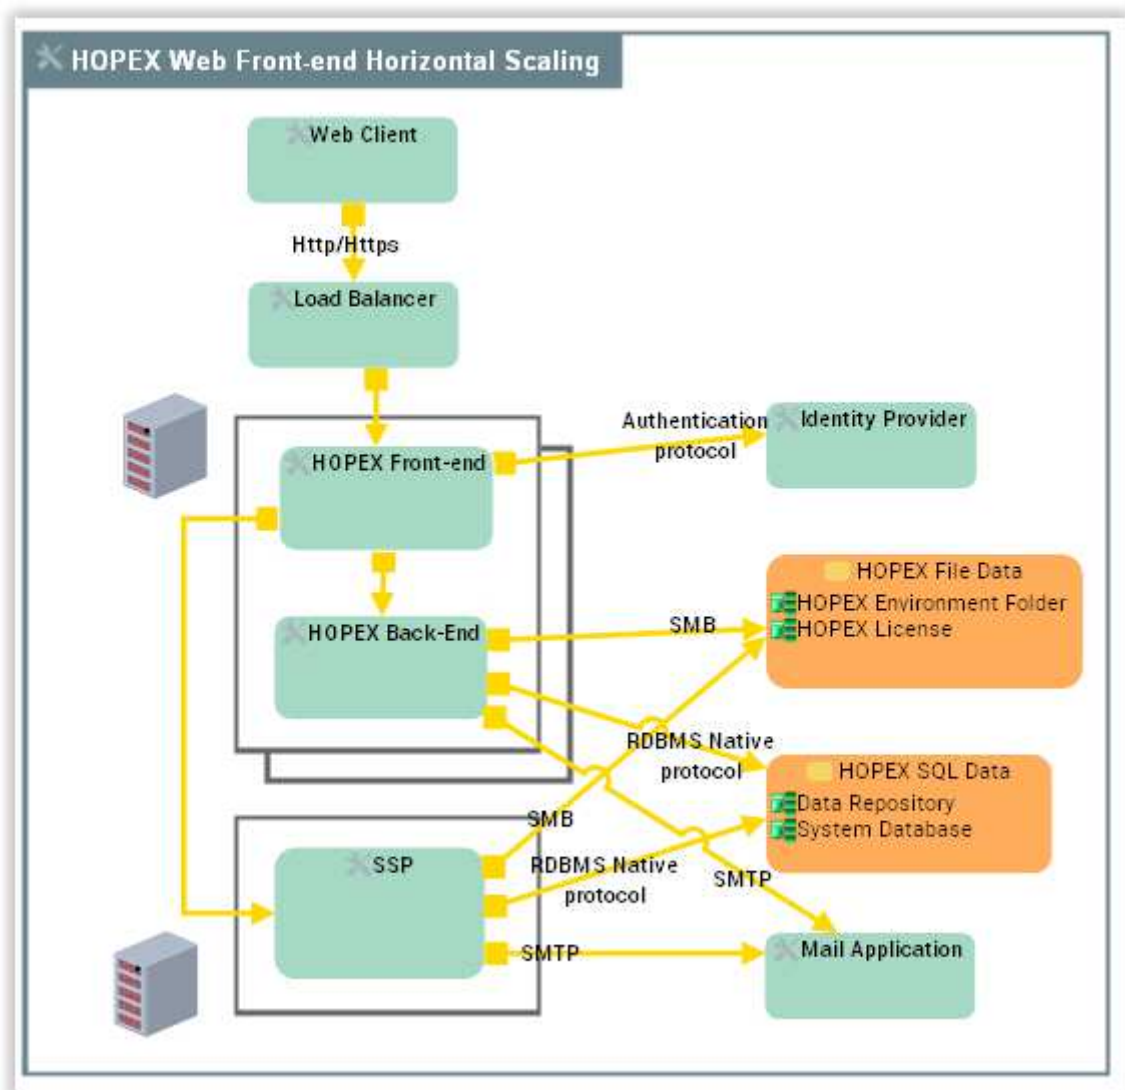 HOPEX Web Front-end Horizontal Scaling
Web Client
Http/Https
Load Balancer
Authentication
protocol
Identity Provider
HOPEX Front-end
HOPEX File Data
HOPEX Environment Folder
HOPEX License
SMB
HOPEX Back-End
RDBMS Native
protocol
HOPEX SQL Data
Data Repository
System Database
SMB
SSP
RDBMS Native
protocol
SMTP
SMTP
Mail Application